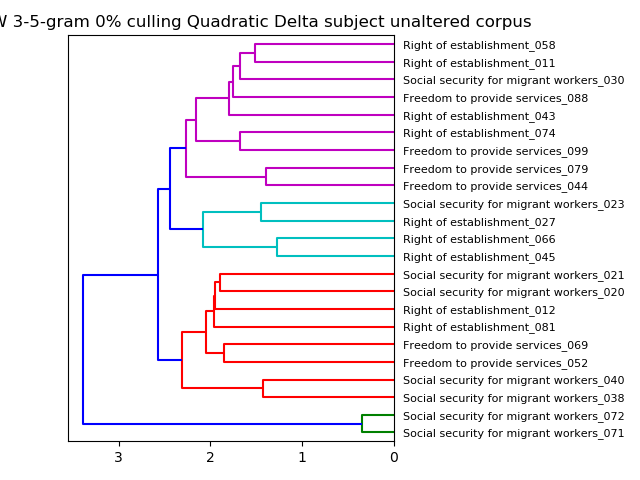 3-5-gram 0% culling Quadratic Delta subject unaltered corpus
Right of establishment_058
Right of establishment_011
Social security for migrant workers_030
Freedom to provide services_088
Right of establishment_043
Right of establishment_074
Freedom to provide services_099
Freedom to provide services_079
Freedom to provide services_044
Social security for migrant workers_023
Right of establishment_027
Right of establishment_066
Right of establishment_045
Social security for migrant workers_021
Social security for migrant workers_020
Right of establishment_012
Right of establishment_081
Freedom to provide services_069
Freedom to provide services_052
Social security for migrant workers_040
Social security for migrant workers_038
Social security for migrant workers_072
Social security for migrant workers_071
3 2 1 0